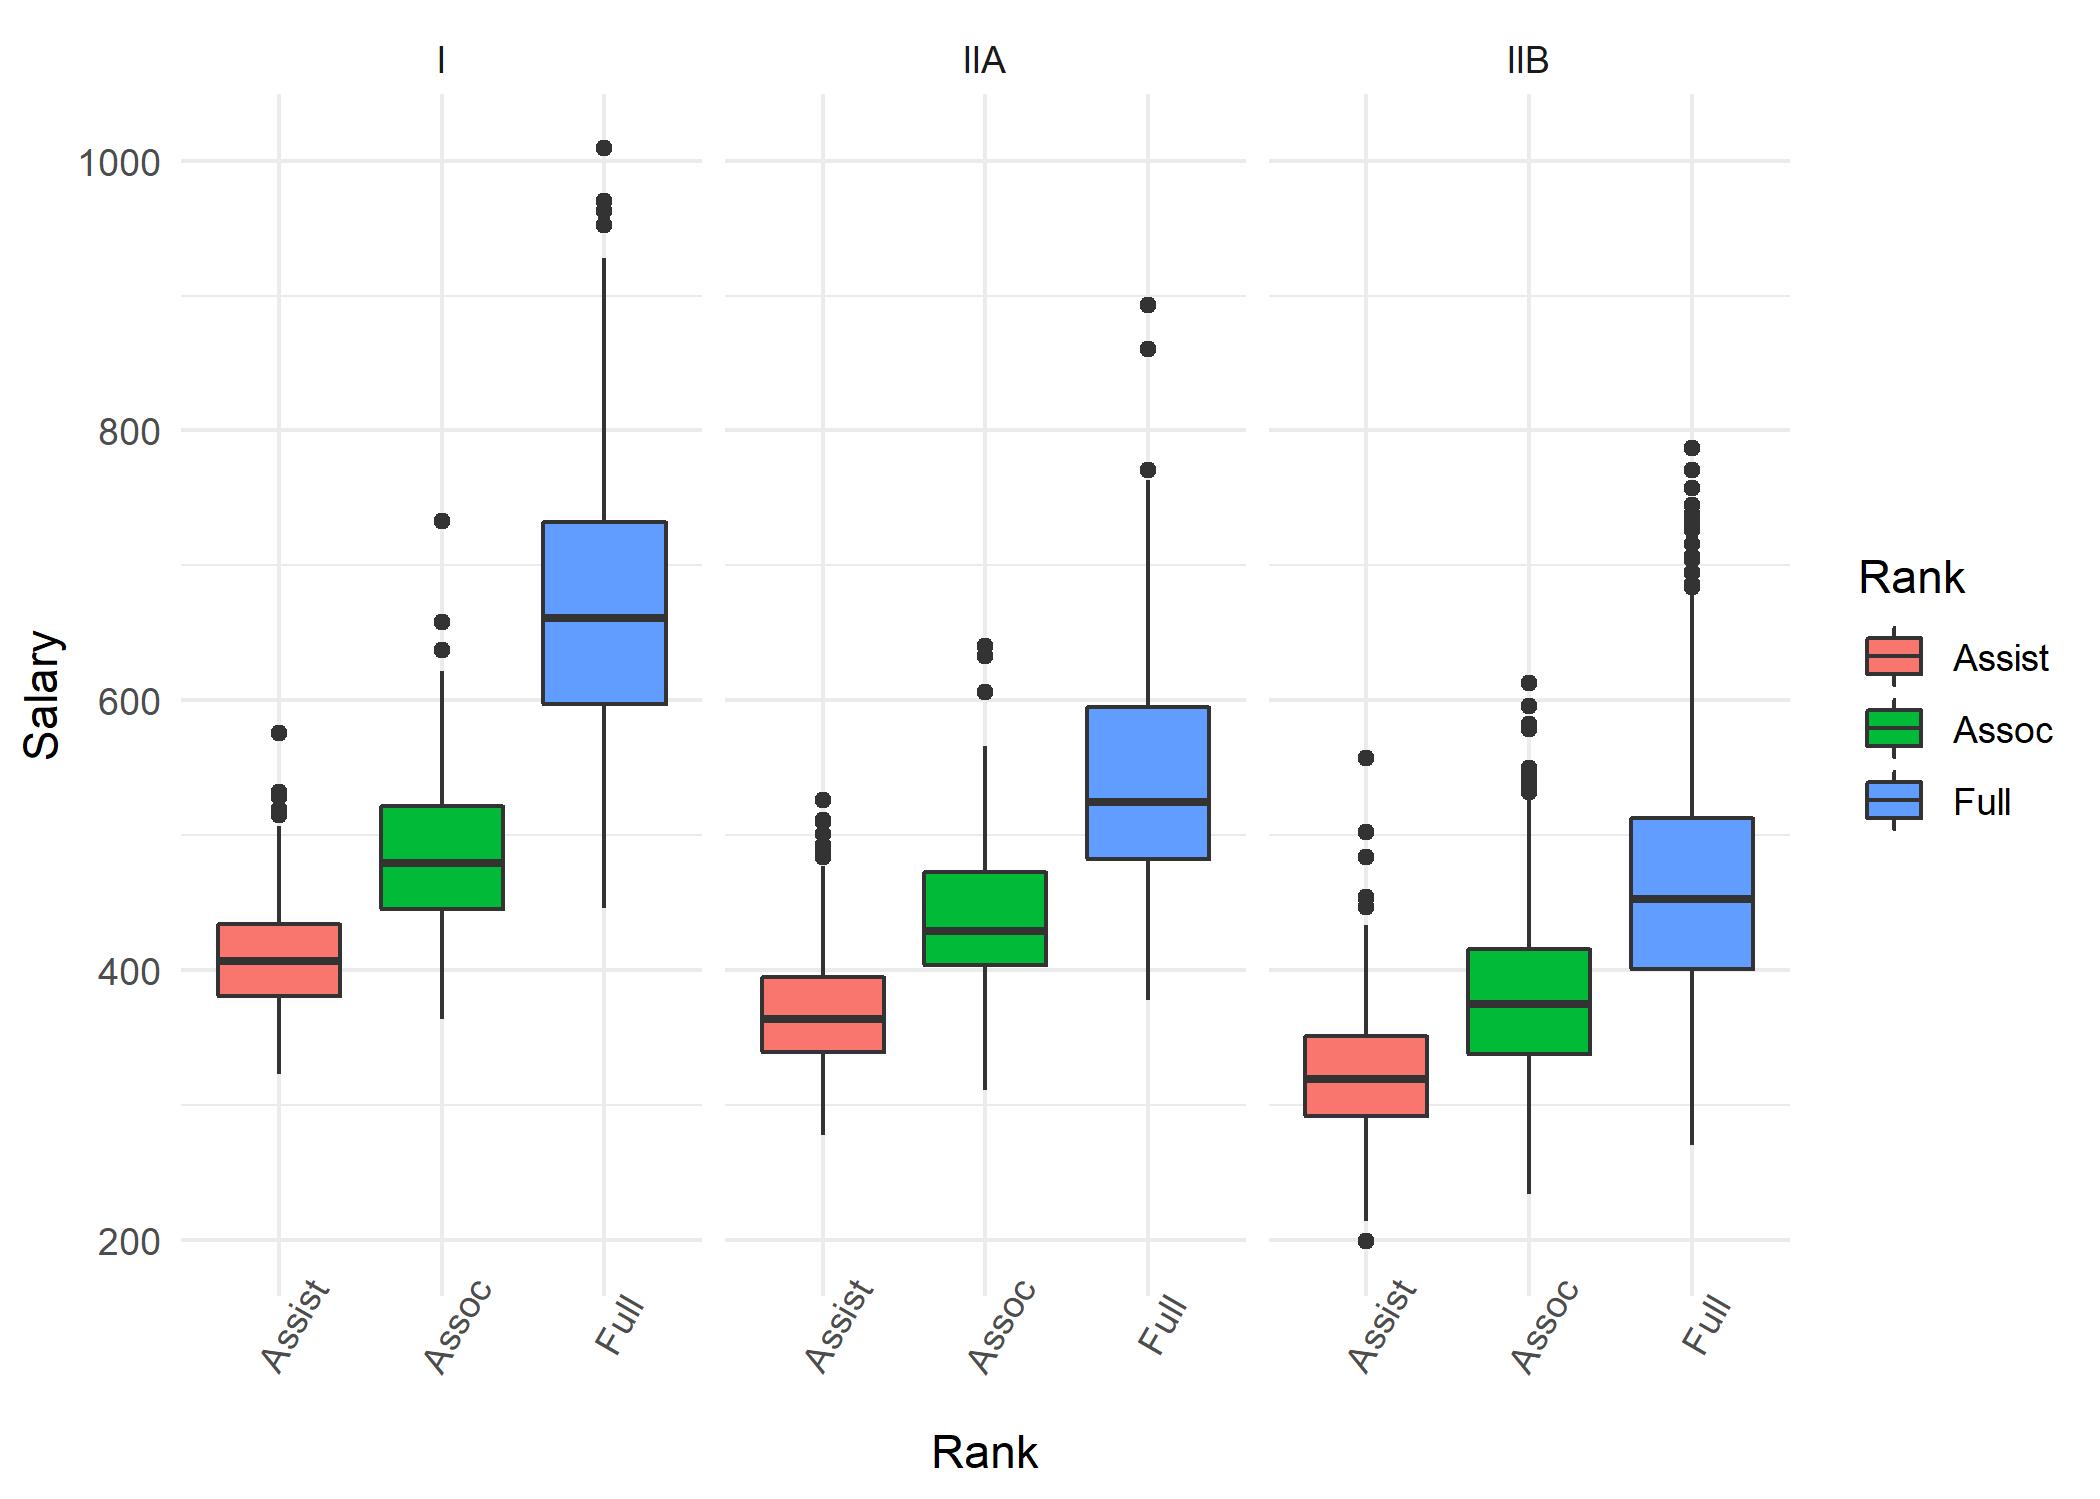 I
IIA
IIB
1000
800
600
400
200
Salary
Assist
Assoc
Full
Assist
Assoc
Full
Assist
Assoc
Full
Rank
Rank
Assist
Assoc
Full